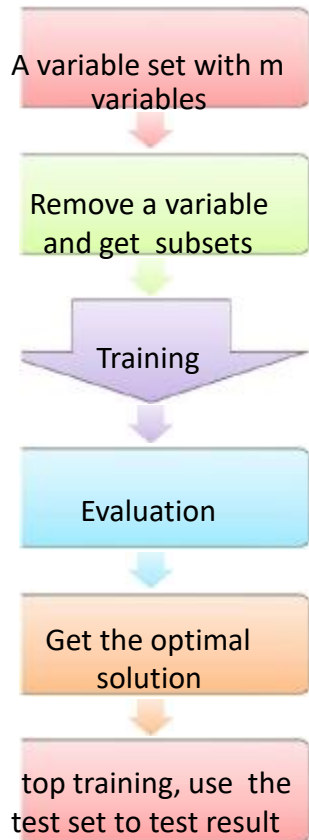 A variable set with m
variables
Remove a variable
and get subsets
Training
Evaluation
Get the optimal
solution
top training, use the
test set to test result